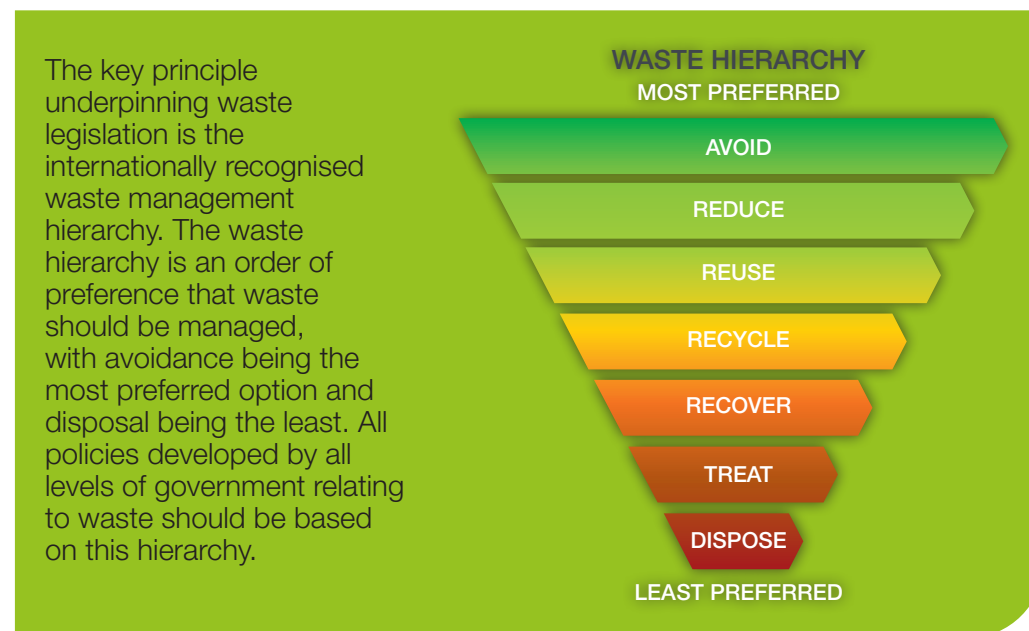 The key principle
underpinning waste
legislation is the
internationally recognised
waste management
hierarchy. The waste
hierarchy is an order of
preference that waste
should be managed,
with avoidance being the
most preferred option and
disposal being the least. All
policies developed by all
levels of government relating
to waste should be based
on this hierarchy.
WASTE HIERARCHY
MOST PREFERRED
AVOID
REDUCE
REUSE
RECYCLE
RECOVER
TREAT
DISPOSE
LEAST PREFERRED